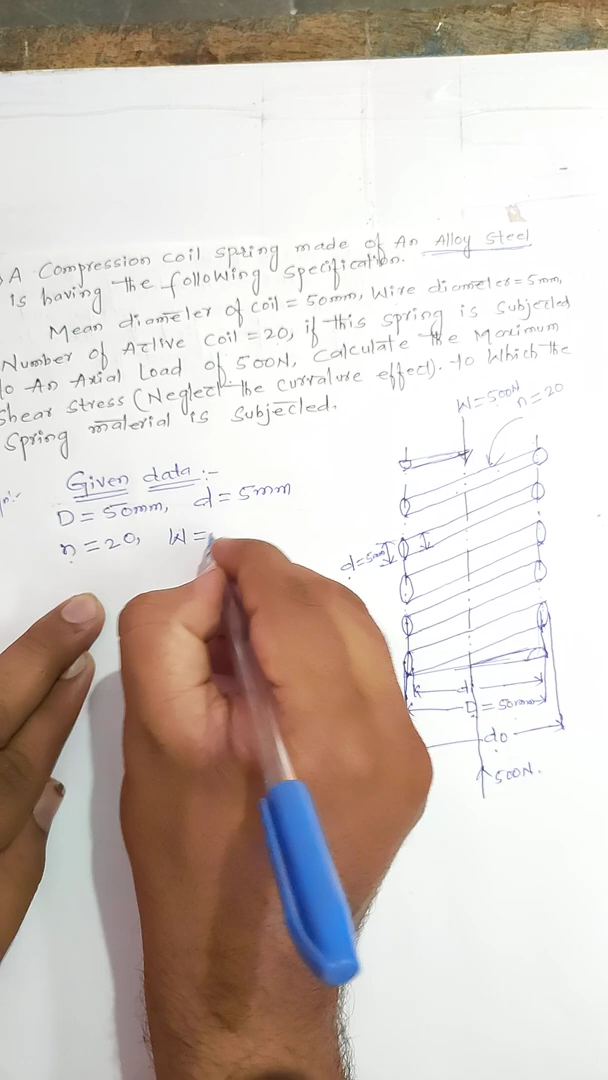 A Compression coil spring made of An Alloy Steel
is having the following Specification.
Mean diameter of coil = 50mm, Wire diameter = 5mm,
Number of Active coil = 20, if this spring is Subjected
to An Axial Load of 500N, Calculate the Maximum
Shear Stress (Neglect the curvature effect). to Which the
Spring material is Subjected.
W=500N
n=20
Given data :-
D = 50mm, d = 5mm
n = 20, W =
d=5mm
di
D=50mm
do
500N.